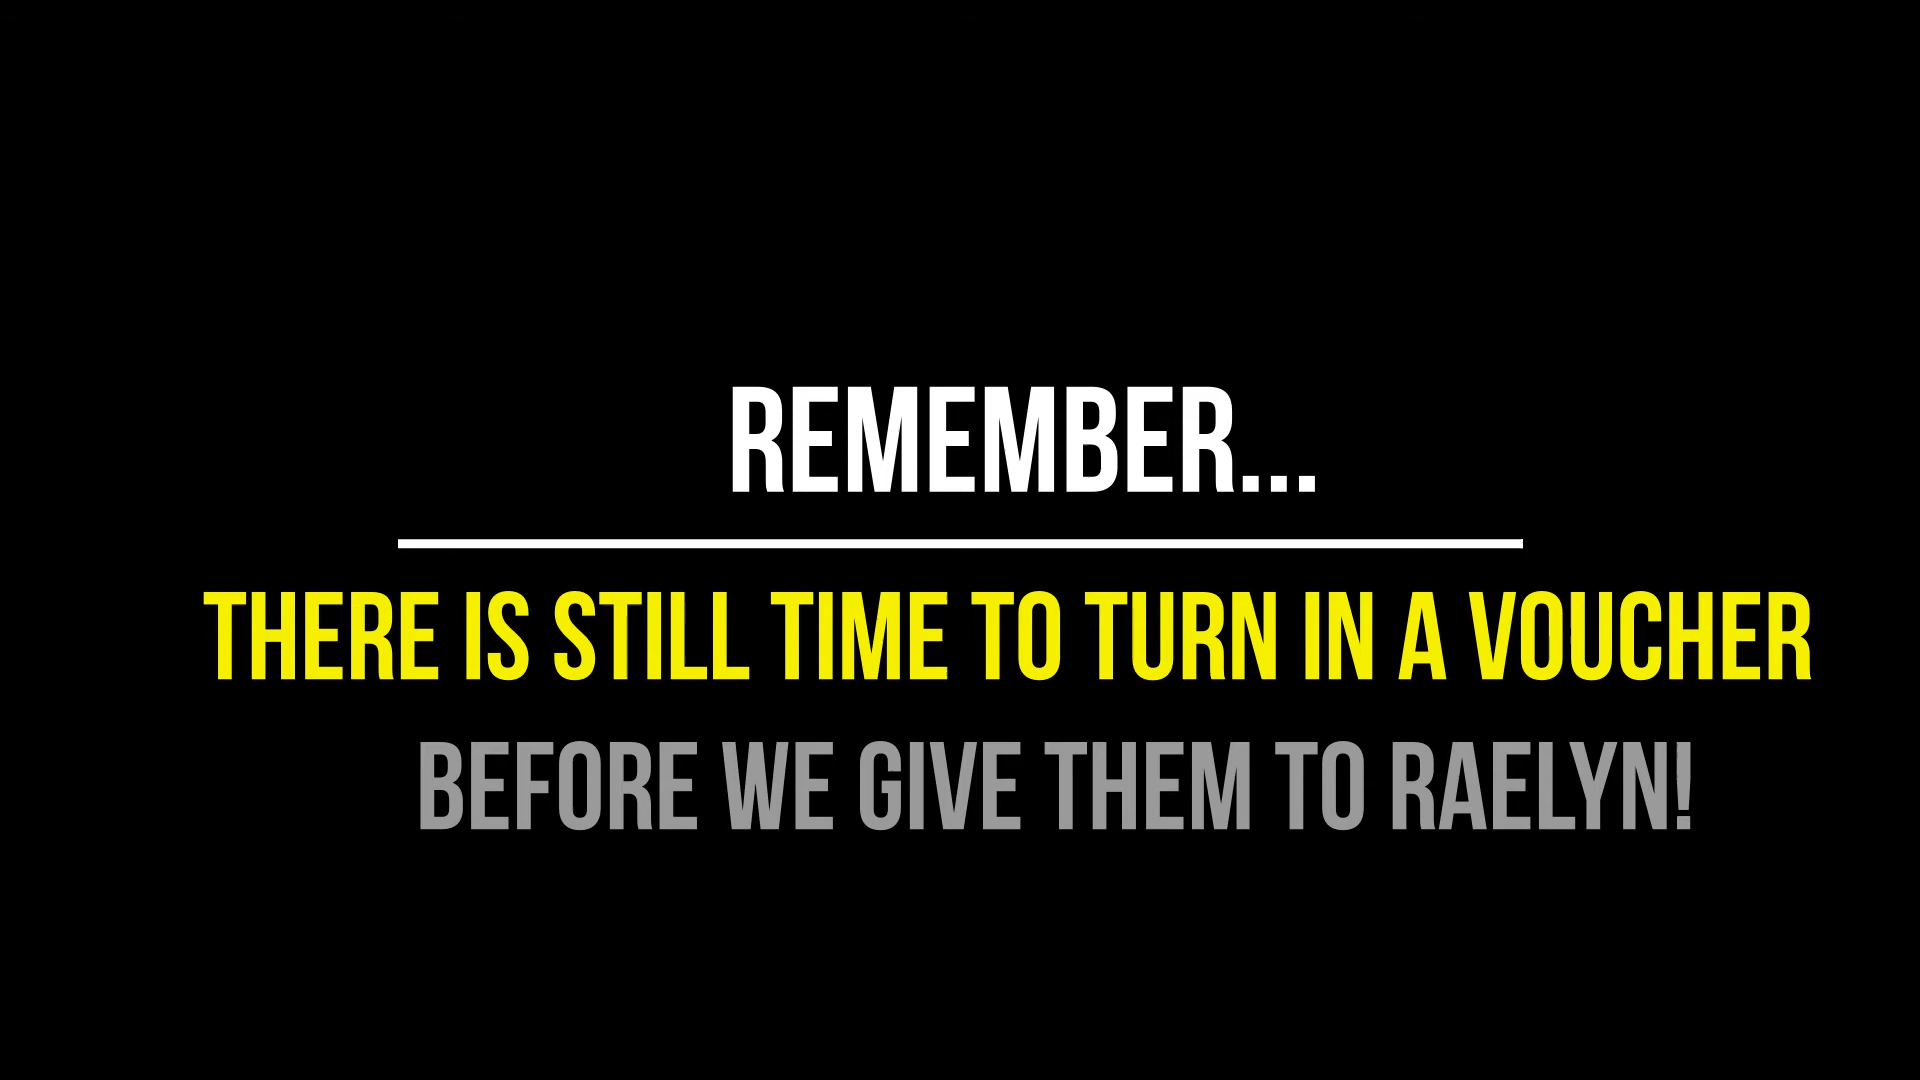 REMEMBER...
THERE IS STILL TIME TO TURN IN A VOUCHER
BEFORE WE GIVE THEM TO RAELYN!